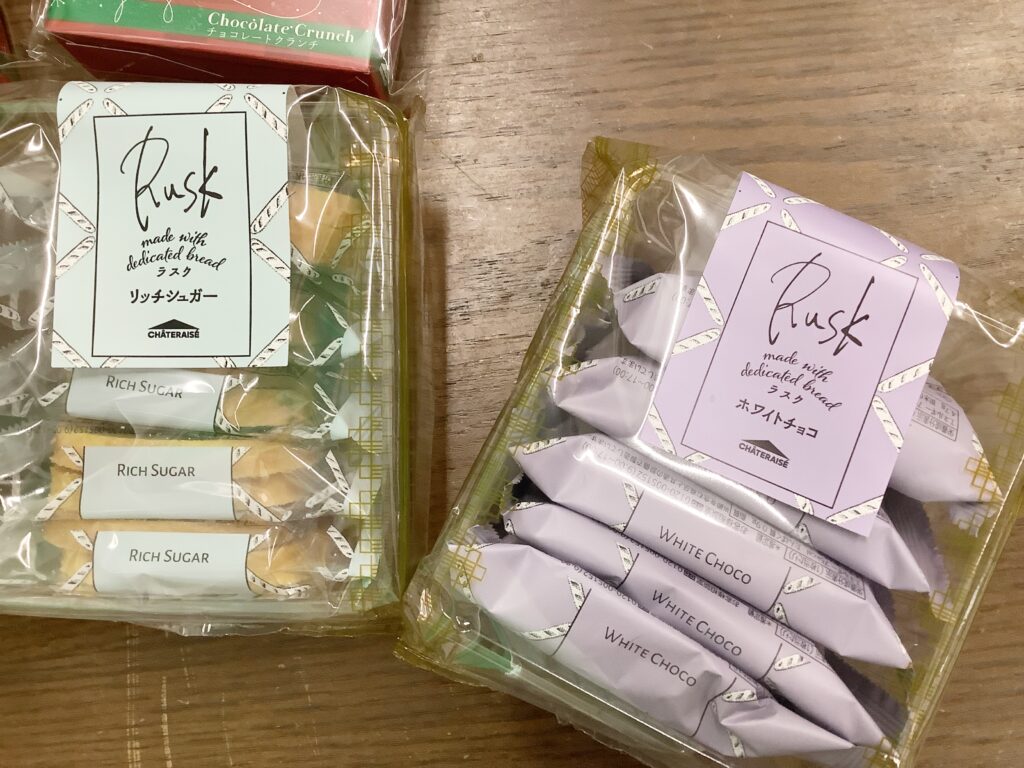 Chocolate Crunch
チョコレートクランチ
Rusk
made with
dedicated bread
ラスク
リッチシュガー
CHÂTERAISÉ
RICH SUGAR
RICH SUGAR
RICH SUGAR
Rusk
made with
dedicated bread
ラスク
ホワイトチョコ
CHÂTERAISÉ
WHITE CHOCO
WHITE CHOCO
WHITE CHOCO